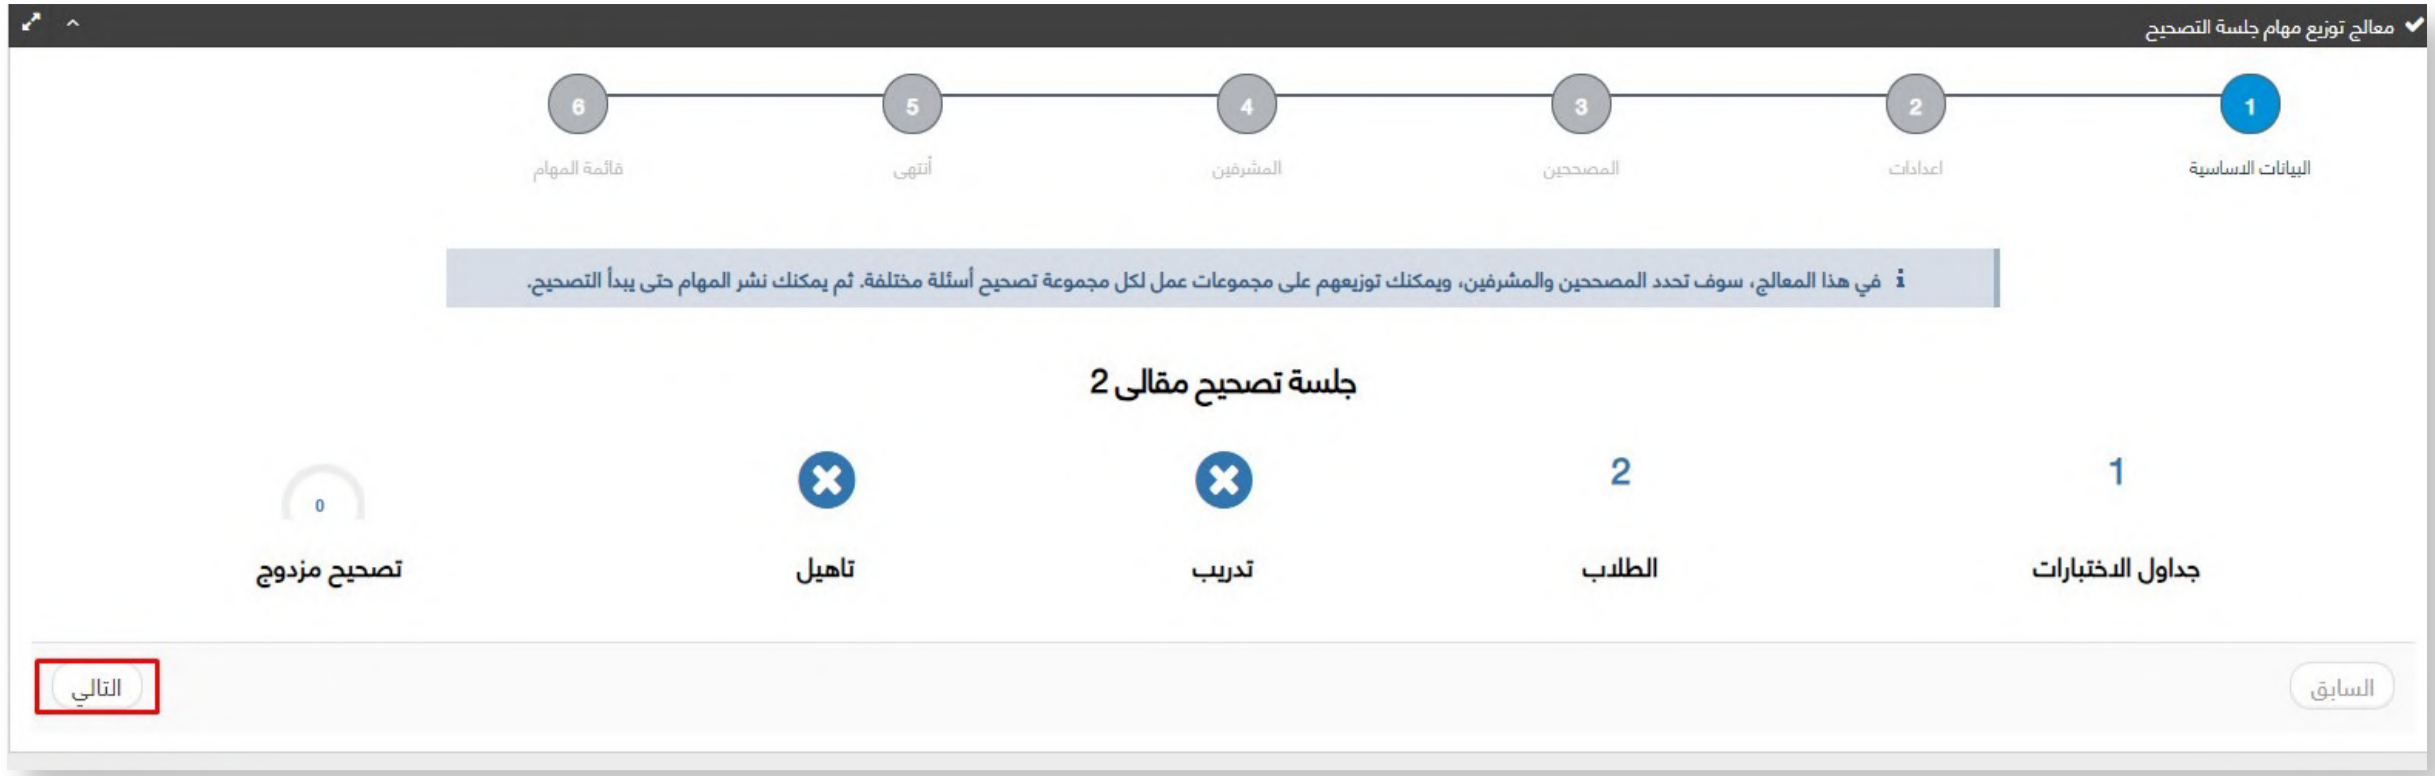 معالج توزيع مهام جلسة التصحيح
1 2 3 4 5 6
البيانات الاساسية اعدادات المصححين المشرفين أنتهى قائمة المهام
في هذا المعالج، سوف تحدد المصححين والمشرفين، ويمكنك توزيعهم على مجموعات عمل لكل مجموعة تصحيح أسئلة مختلفة. ثم يمكنك نشر المهام حتى يبدأ التصحيح.
جلسة تصحيح مقالى 2
1 2 0
جداول الاختبارات الطلاب تدريب تاهيل تصحيح مزدوج
السابق التالي